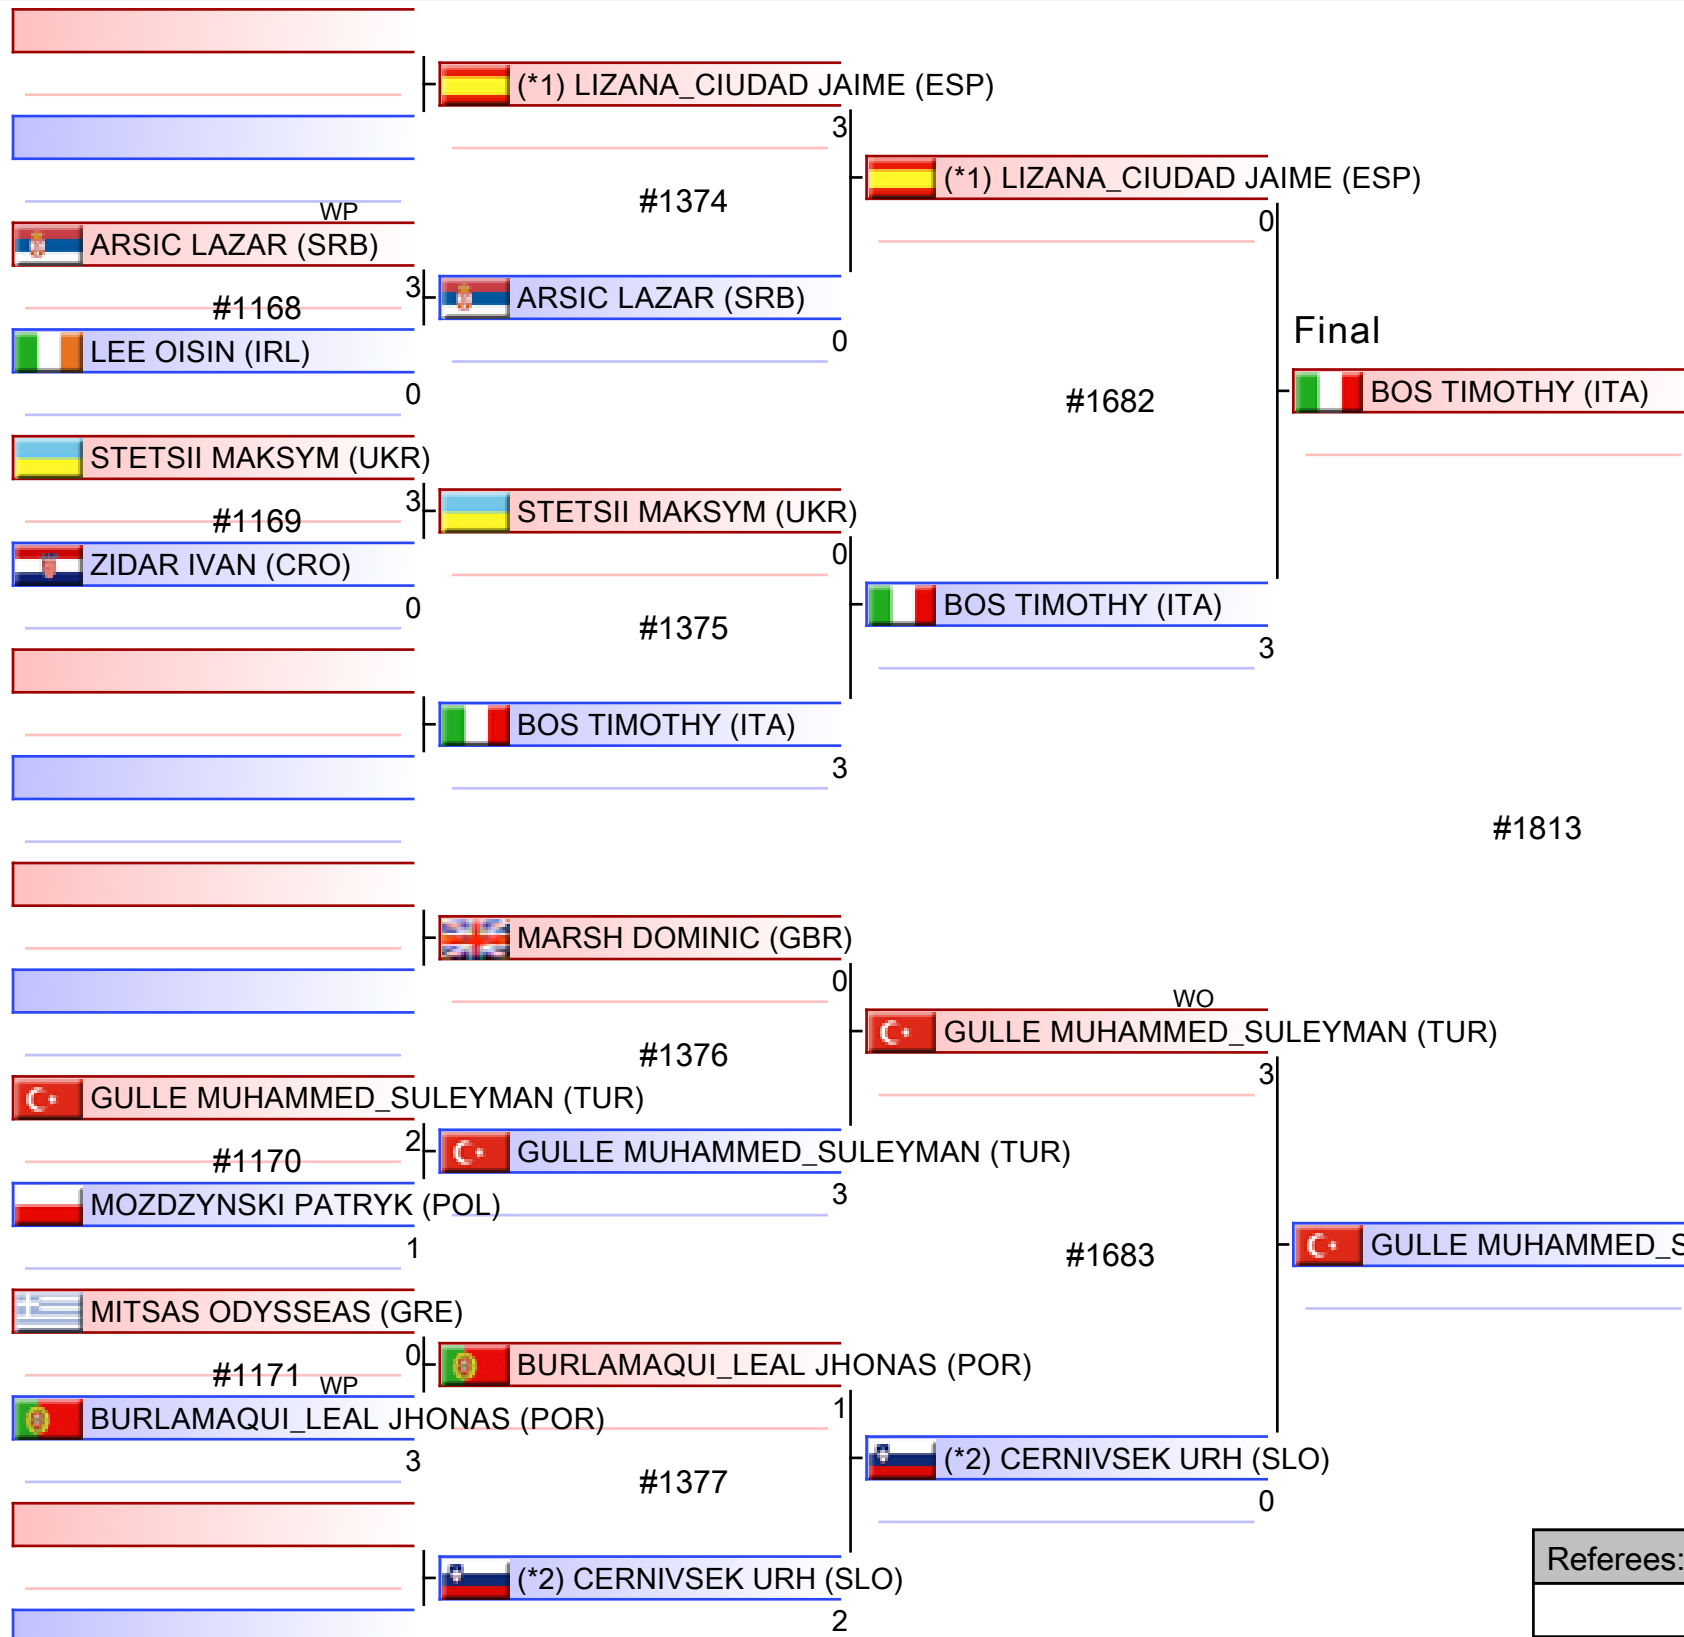 (*1) LIZANA_CIUDAD JAIME (ESP)
3
(*1) LIZANA_CIUDAD JAIME (ESP)
#1374
WP
0
ARSIC LAZAR (SRB)
3
#1168
ARSIC LAZAR (SRB)
0
LEE OISIN (IRL)
0
Final
#1682
BOS TIMOTHY (ITA)
STETSII MAKSYM (UKR)
3
#1169
STETSII MAKSYM (UKR)
0
ZIDAR IVAN (CRO)
0
#1375
BOS TIMOTHY (ITA)
3
BOS TIMOTHY (ITA)
3
#1813
MARSH DOMINIC (GBR)
0
WO
GULLE MUHAMMED_SULEYMAN (TUR)
3
#1376
GULLE MUHAMMED_SULEYMAN (TUR)
2
#1170
GULLE MUHAMMED_SULEYMAN (TUR)
3
MOZDZYNSKI PATRYK (POL)
1
#1683
GULLE MUHAMMED_S
MITSAS ODYSSEAS (GRE)
0
#1171
WP
BURLAMAQUI_LEAL JHONAS (POR)
1
BURLAMAQUI_LEAL JHONAS (POR)
3
#1377
(*2) CERNIVSEK URH (SLO)
0
(*2) CERNIVSEK URH (SLO)
2
Referees: